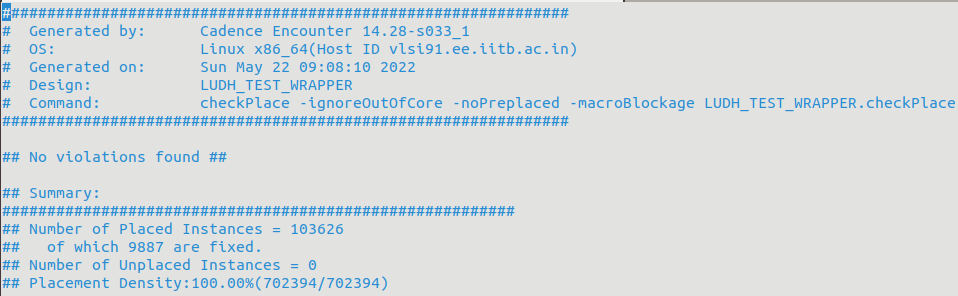 ###############################################################
#  Generated by:      Cadence Encounter 14.28-s033_1
#  OS:                Linux x86_64(Host ID vlsi91.ee.iitb.ac.in)
#  Generated on:      Sun May 22 09:08:10 2022
#  Design:            LUDH_TEST_WRAPPER
#  Command:           checkPlace -ignoreOutOfCore -noPreplaced -macroBlockage LUDH_TEST_WRAPPER.checkPlace
###############################################################
## No violations found ##
## Summary:
#########################################################
## Number of Placed Instances = 103626
##   of which 9887 are fixed.
## Number of Unplaced Instances = 0
## Placement Density:100.00%(702394/702394)